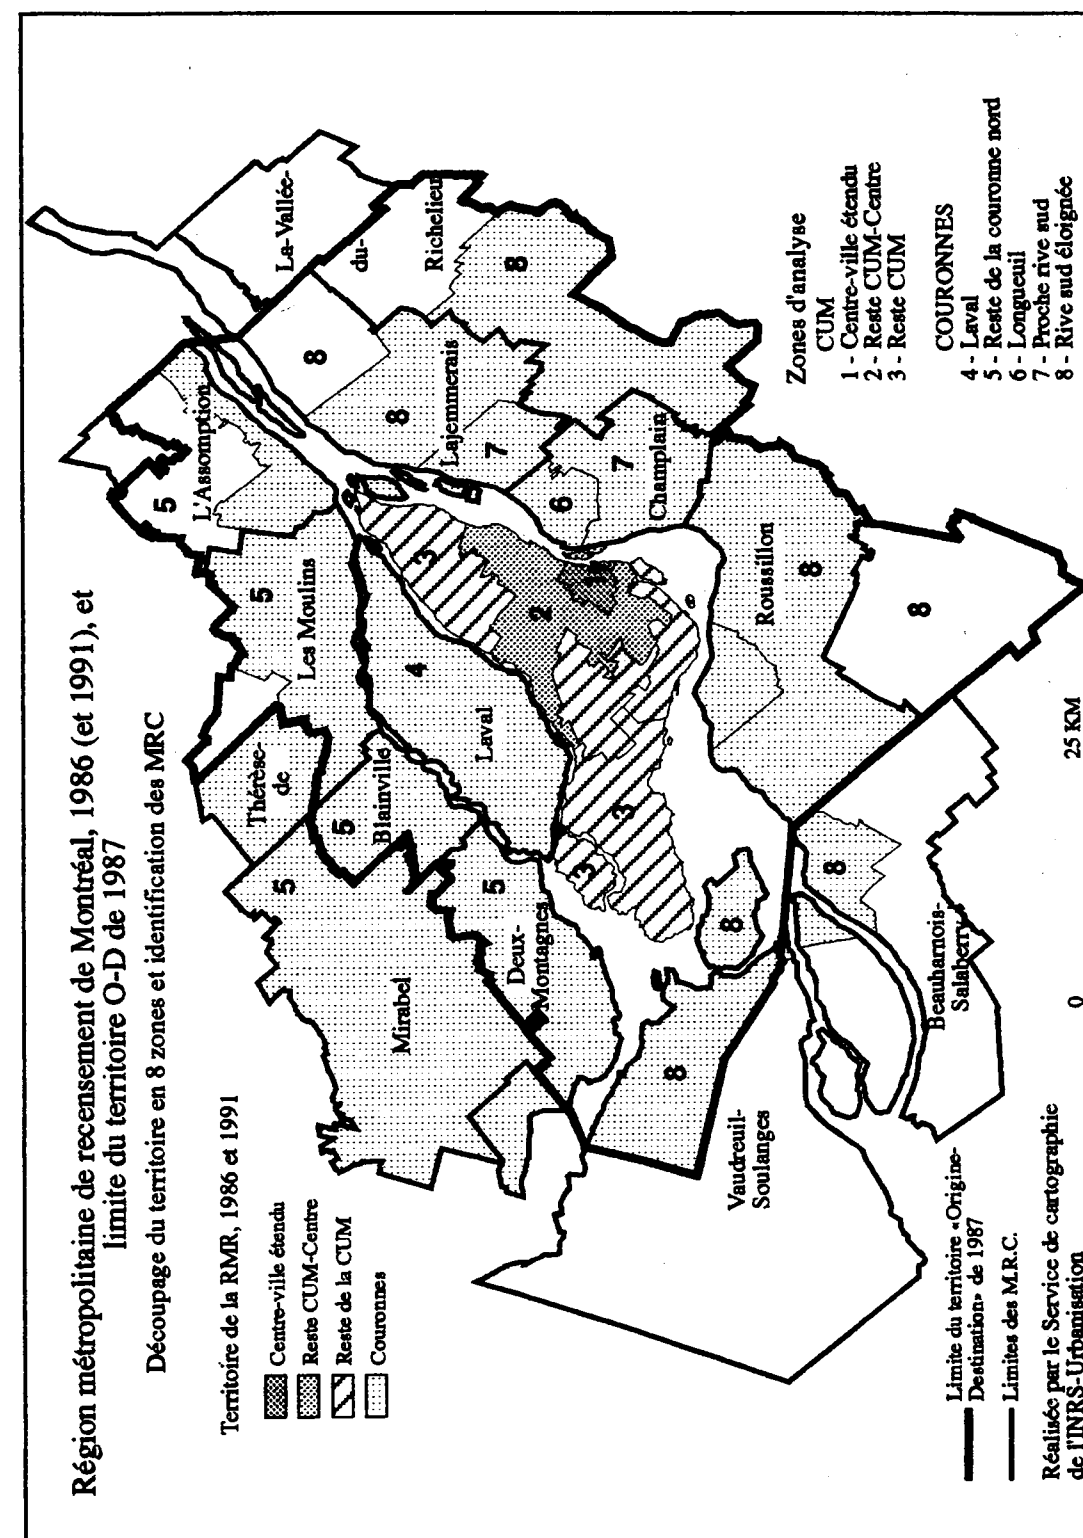 Région métropolitaine de recensement de Montréal, 1986 (et 1991), et
limite du territoire O-D de 1987
Découpage du territoire en 8 zones et identification des MRC
Territoire de la RMR, 1986 et 1991
Centre-ville étendu
Reste CUM-Centre
Reste de la CUM
Couronnes
Mirabel
5
Thérèse-
de
Blainville
5
Deux-
Montagnes
5
Les Moulins
5
L'Assomption
5
Laval
4
3
2
1
3
3
La-Vallée-
du-
Richelieu
8
8
Lajemmerais
8
7
6
7
Champlain
Roussillon
8
8
8
8
8
Vaudreuil-
Soulanges
Beauharnois-
Salaberry
Zones d'analyse
CUM
1 - Centre-ville étendu
2 - Reste CUM-Centre
3 - Reste CUM
COURONNES
4 - Laval
5 - Reste de la couronne nord
6 - Longueuil
7 - Proche rive sud
8 - Rive sud éloignée
Limite du territoire «Origine-
Destination» de 1987
Limites des M.R.C.
Réalisée par le Service de cartographie
de l'INRS-Urbanisation
0
25 KM